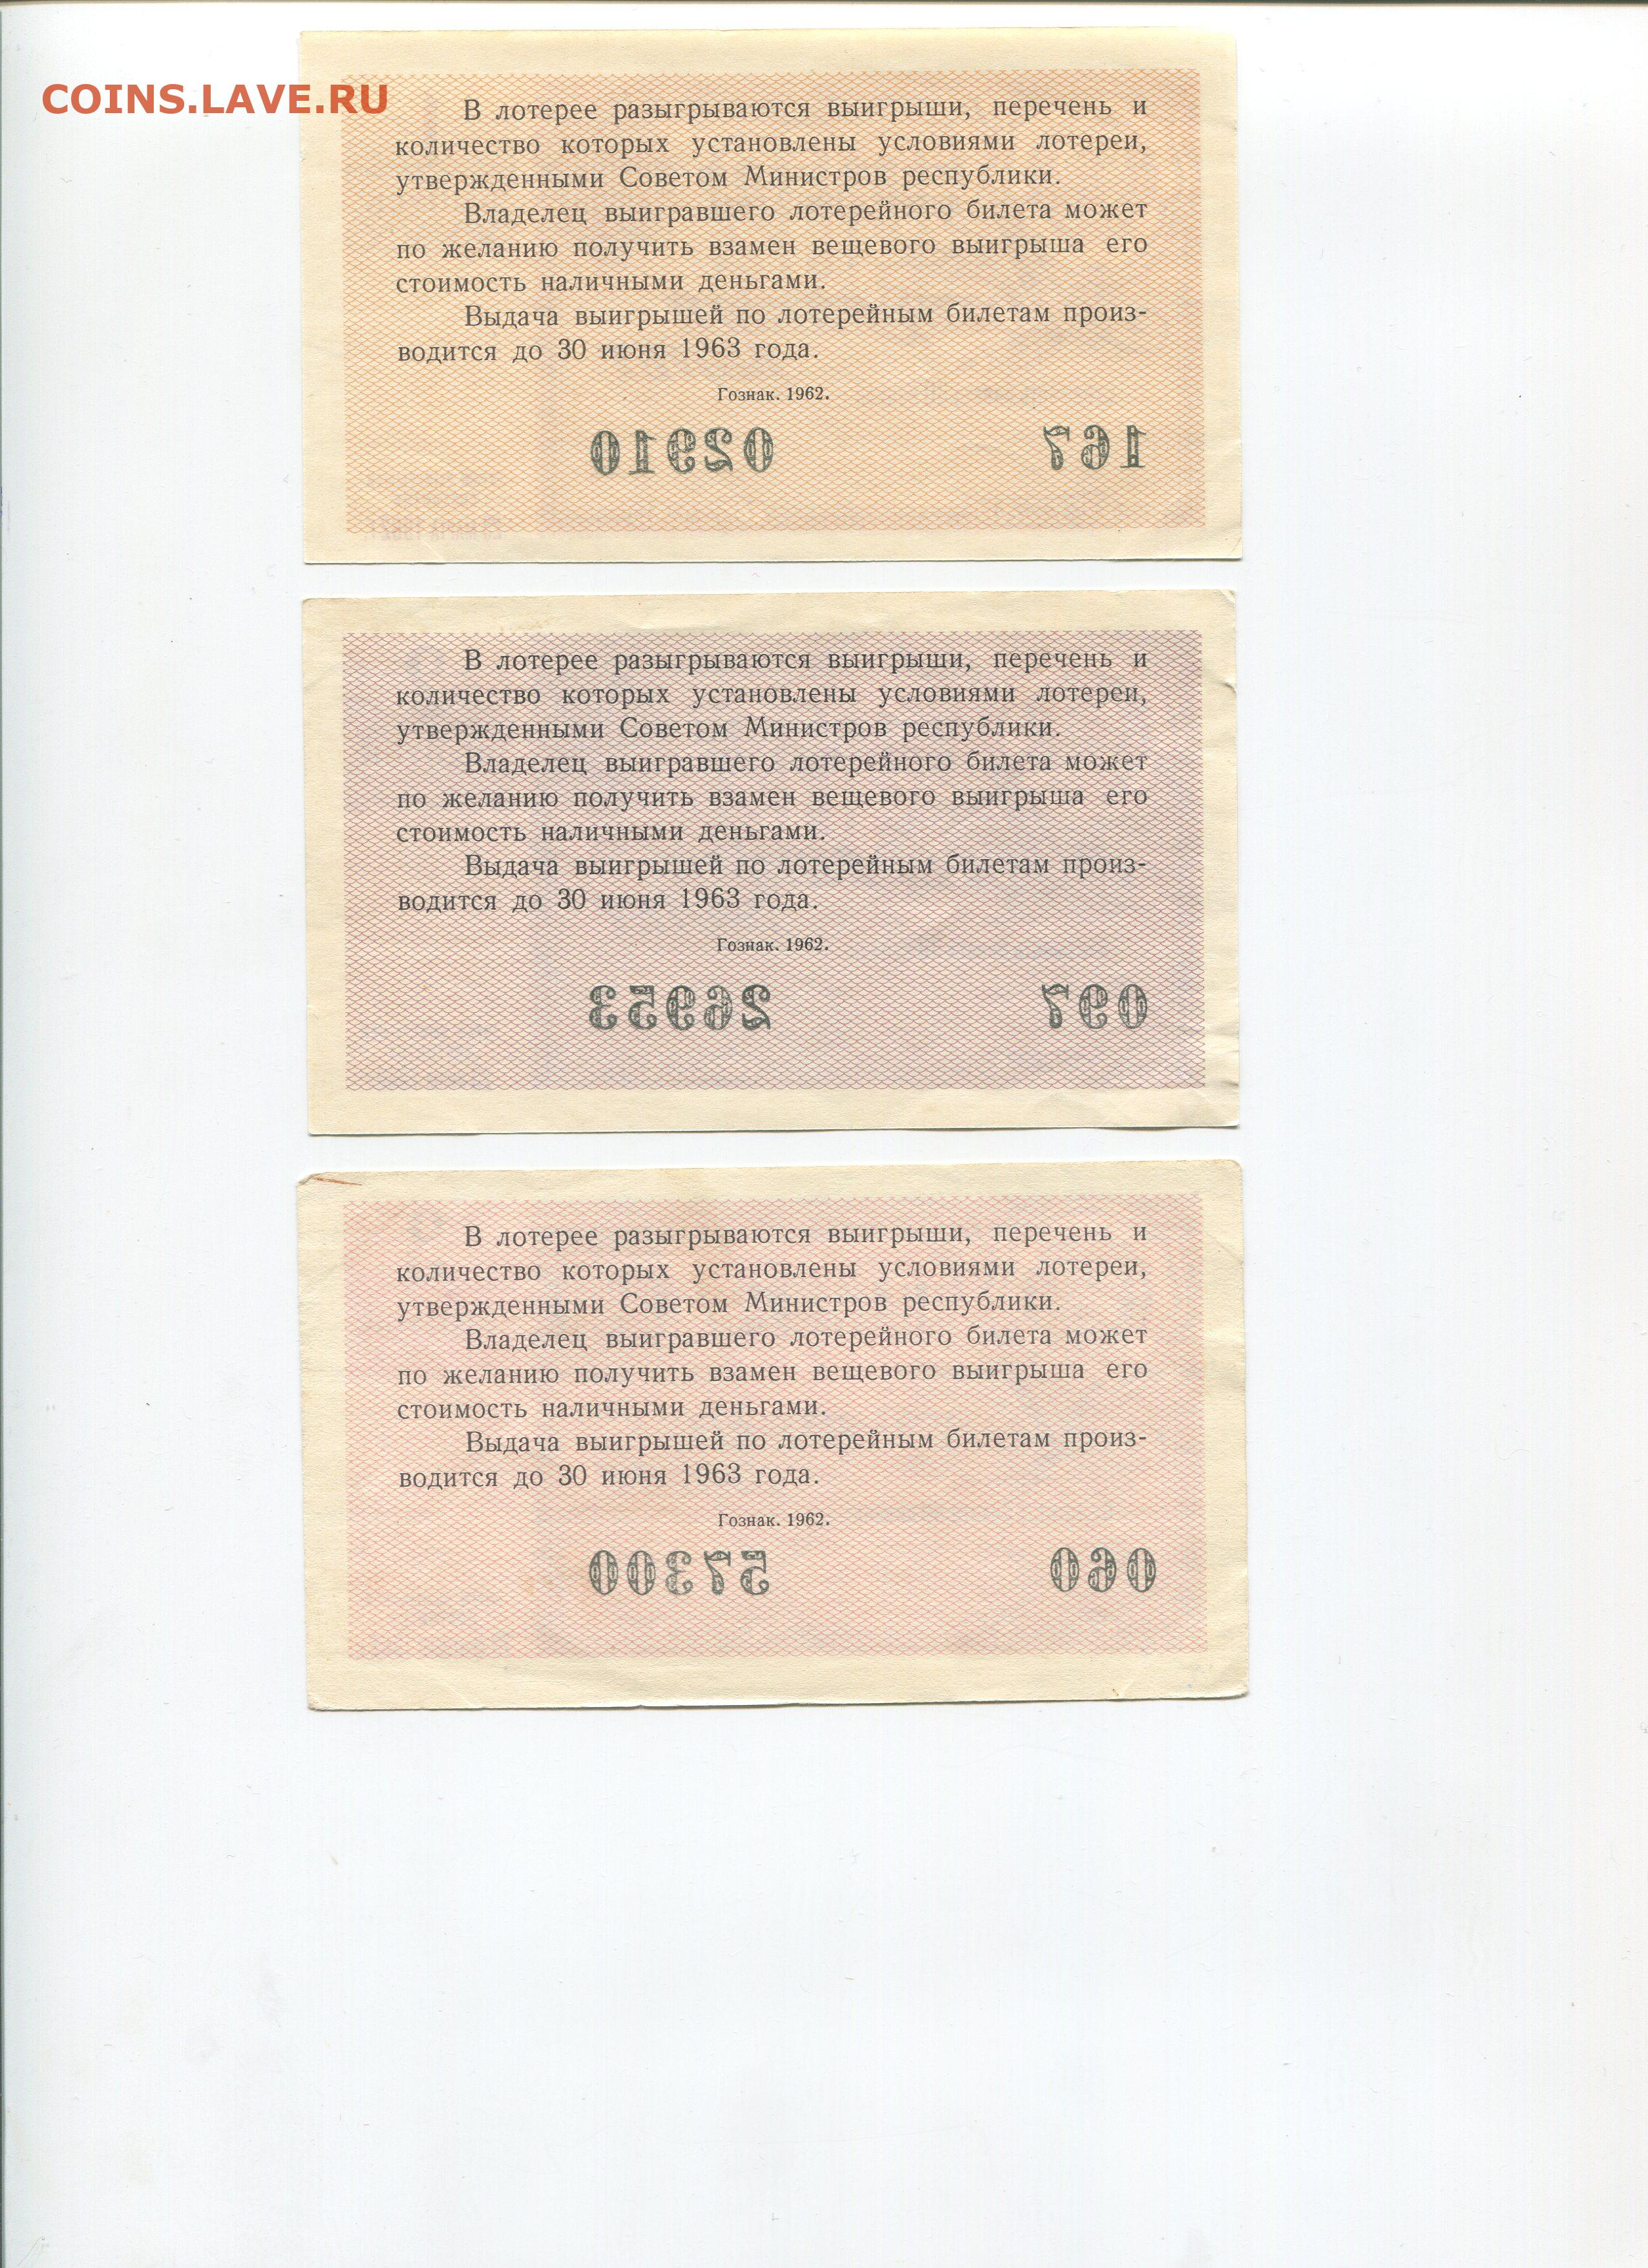 COINS.LAVE.RU
В лотерее разыгрываются выигрыши, перечень и
количество которых установлены условиями лотереи,
утвержденными Советом Министров республики.
Владелец выигравшего лотерейного билета может
по желанию получить взамен вещевого выигрыша его
стоимость наличными деньгами.
Выдача выигрышей по лотерейным билетам произ-
водится до 30 июня 1963 года.
Гознак. 1962.
02910 167
В лотерее разыгрываются выигрыши, перечень и
количество которых установлены условиями лотереи,
утвержденными Советом Министров республики.
Владелец выигравшего лотерейного билета может
по желанию получить взамен вещевого выигрыша его
стоимость наличными деньгами.
Выдача выигрышей по лотерейным билетам произ-
водится до 30 июня 1963 года.
Гознак. 1962.
26953 097
В лотерее разыгрываются выигрыши, перечень и
количество которых установлены условиями лотереи,
утвержденными Советом Министров республики.
Владелец выигравшего лотерейного билета может
по желанию получить взамен вещевого выигрыша его
стоимость наличными деньгами.
Выдача выигрышей по лотерейным билетам произ-
водится до 30 июня 1963 года.
Гознак. 1962.
57300 060